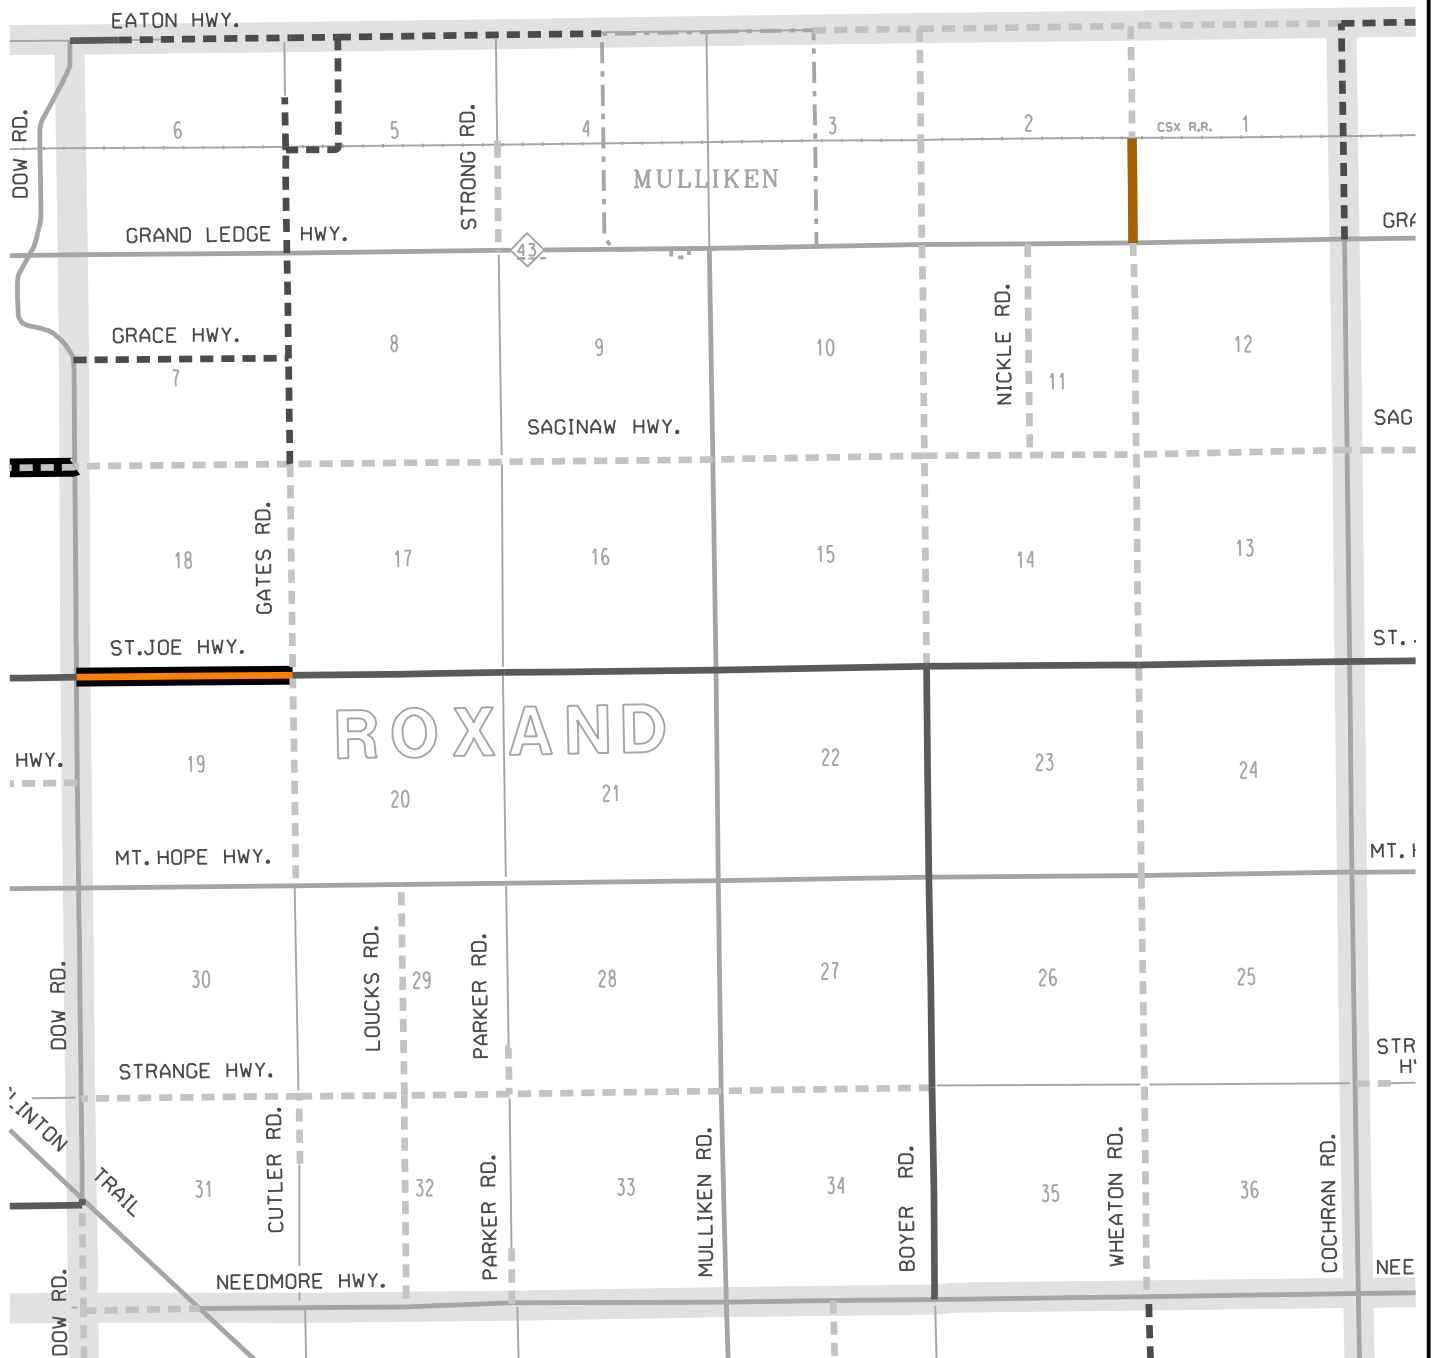 EATON HWY.
DOW RD.
6
5
STRONG RD.
4
3
2
CSX R.R.
1
MULLIKEN
GRAND LEDGE HWY.
43
GRA
GRACE HWY.
7
8
9
10
NICKLE RD.
11
12
SAGINAW HWY.
SAG
GATES RD.
18
17
16
15
14
13
ST.JOE HWY.
ST.
ROXAND
HWY.
19
20
21
22
23
24
MT.HOPE HWY.
MT.
DOW RD.
30
LOUCKS RD.
29
PARKER RD.
28
27
26
25
STRANGE HWY.
STR
H
LINTON
TRAIL
31
CUTLER RD.
32
PARKER RD.
33
MULLIKEN RD.
34
BOYER RD.
35
WHEATON RD.
36
COCHRAN RD.
NEEDMORE HWY.
NEE
DOW RD.